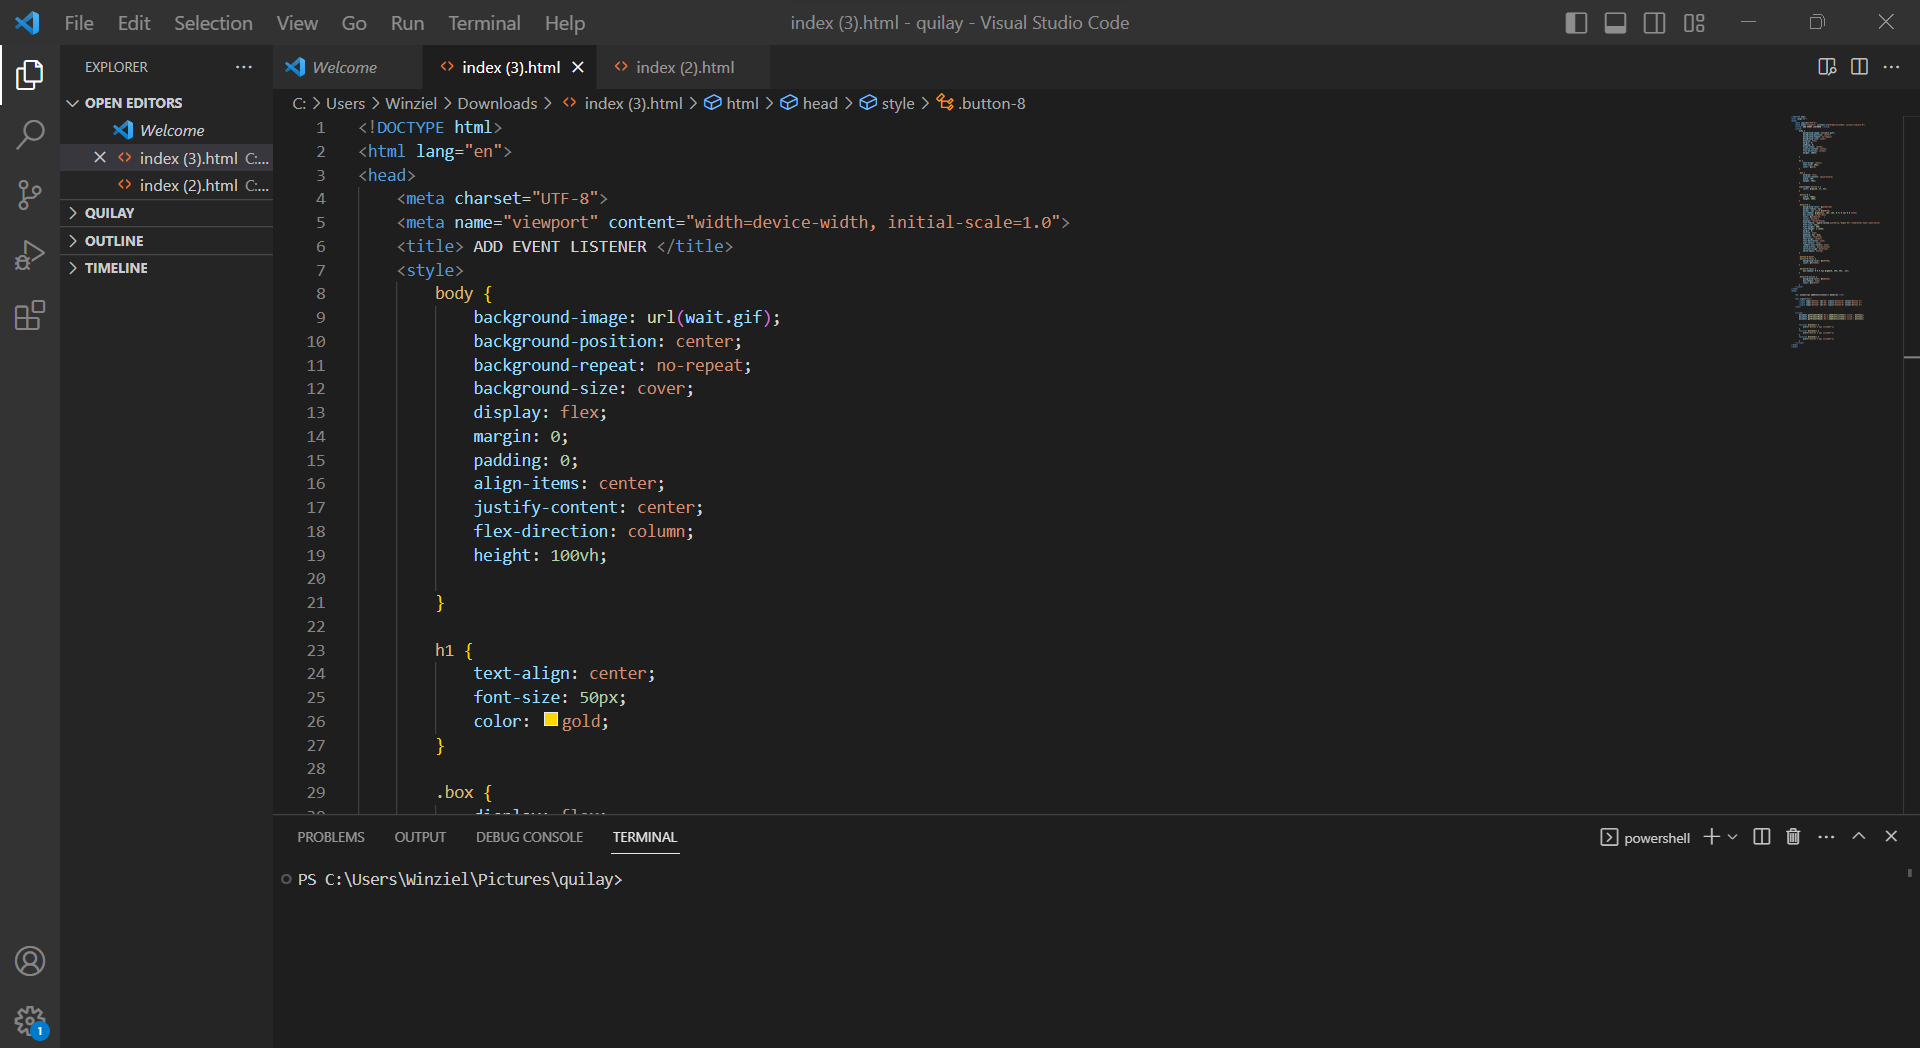 File Edit Selection View Go Run Terminal Help
index (3).html - quilay - Visual Studio Code
EXPLORER
OPEN EDITORS
Welcome
index (3).html C:...
index (2).html C:...
QUILAY
OUTLINE
TIMELINE
1
Welcome
index (3).html
index (2).html
C: > Users > Winziel > Downloads > index (3).html > html > head > style > .button-8
1 <!DOCTYPE html>
2 <html lang="en">
3 <head>
4 <meta charset="UTF-8">
5 <meta name="viewport" content="width=device-width, initial-scale=1.0">
6 <title> ADD EVENT LISTENER </title>
7 <style>
8 body {
9 background-image: url(wait.gif);
10 background-position: center;
11 background-repeat: no-repeat;
12 background-size: cover;
13 display: flex;
14 margin: 0;
15 padding: 0;
16 align-items: center;
17 justify-content: center;
18 flex-direction: column;
19 height: 100vh;
20
21 }
22
23 h1 {
24 text-align: center;
25 font-size: 50px;
26 color: gold;
27 }
28
29 .box {
30 display: flex;
PROBLEMS OUTPUT DEBUG CONSOLE TERMINAL
powershell
PS C:\Users\Winziel\Pictures\quilay>